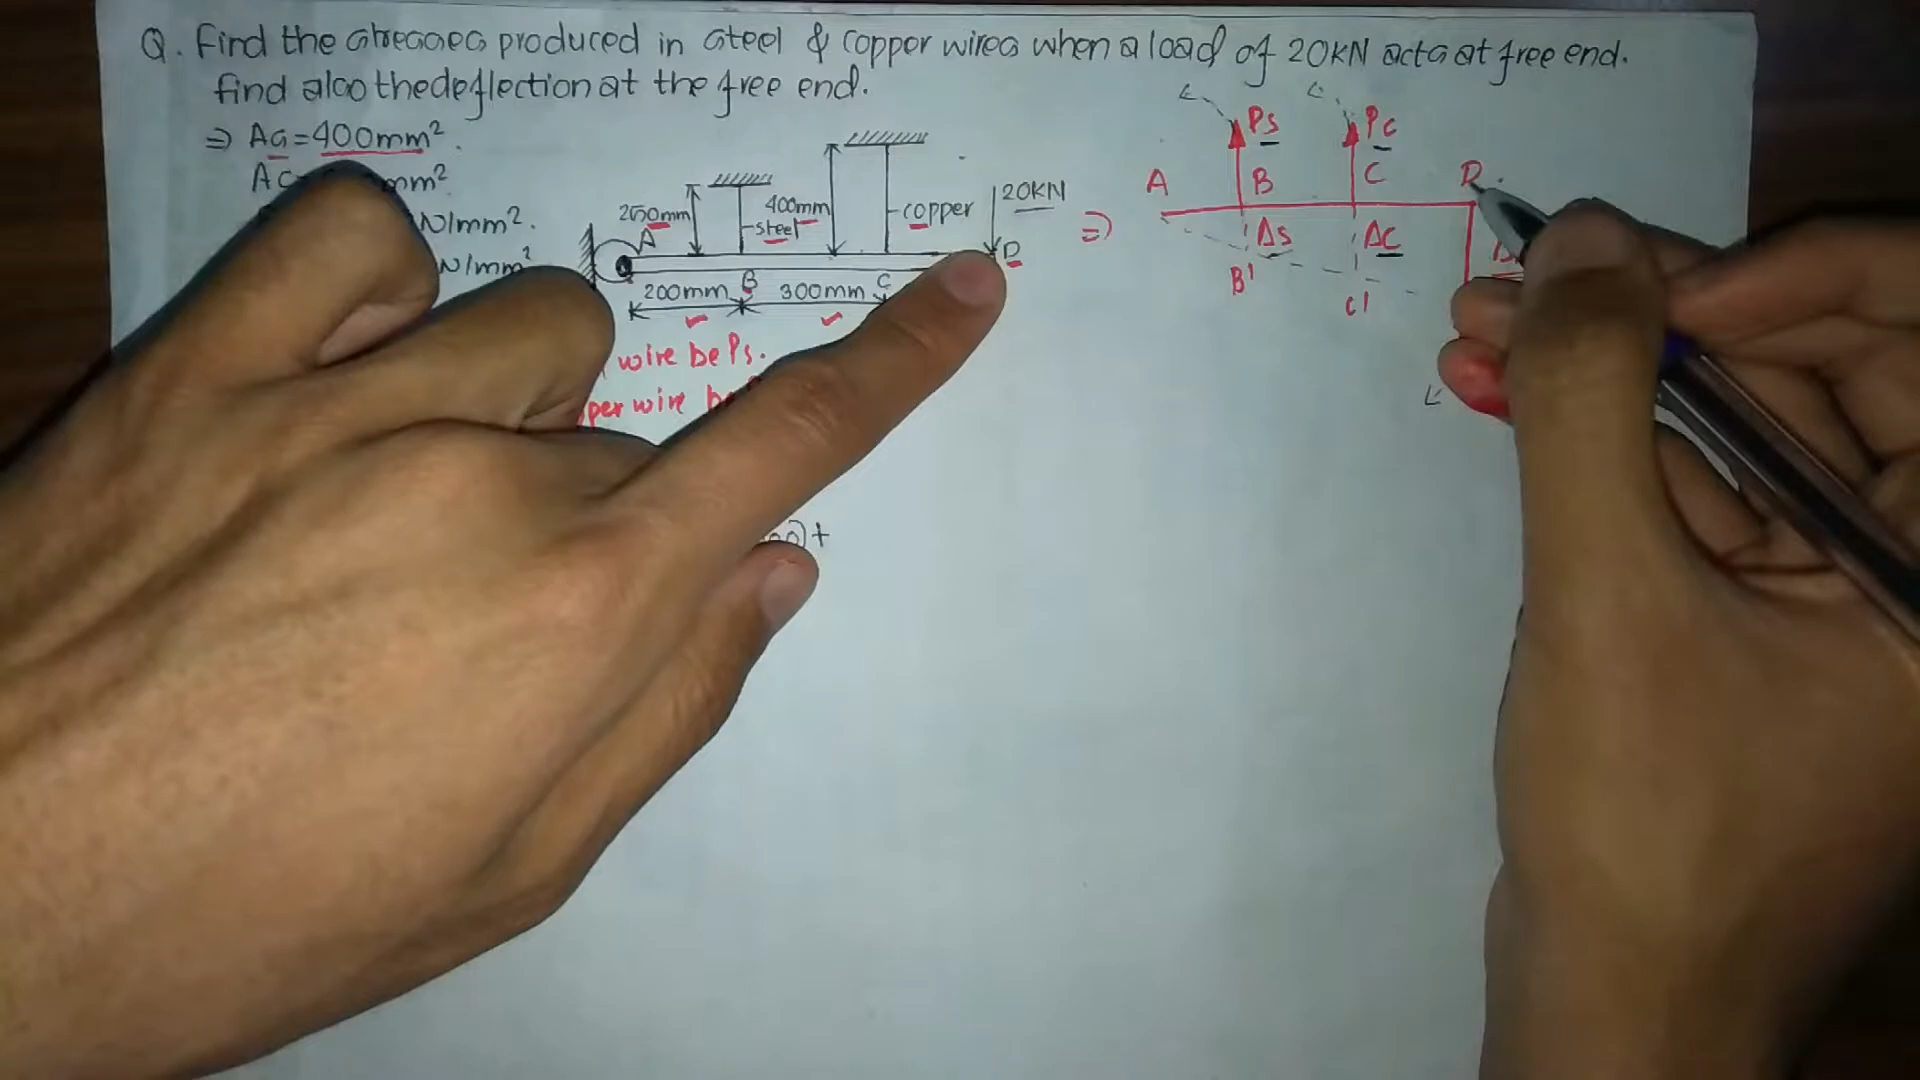 Q. Find the stresses produced in steel & copper wires when a load of 20KN acts at free end.
find also the deflection at the free end.
⇒ As=400mm².
Ac mm²
N/mm².
N/mm²
250mm
A
steel
400mm
copper
20KN
D
200mm
B
300mm
C
wire be Ps.
per wire be
+
⇒
A
Ps
B
Pc
C
D
Δs
Δc
B'
C'